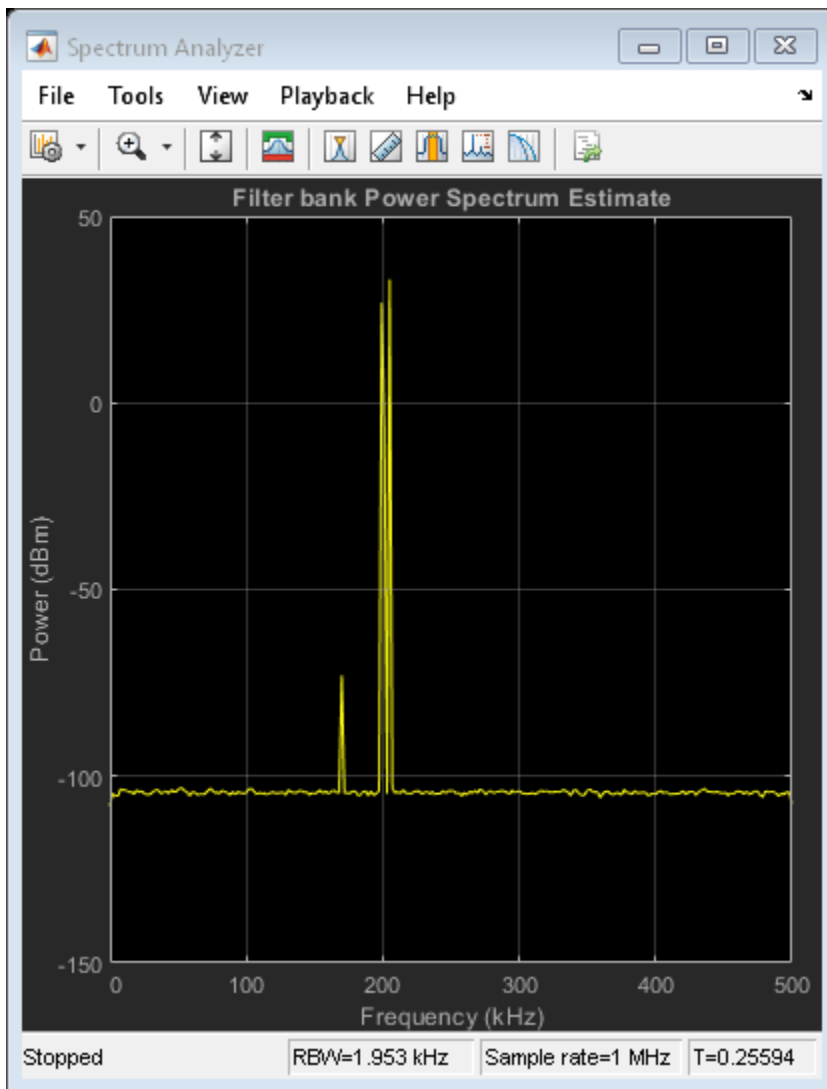 Spectrum Analyzer
File Tools View Playback Help
Filter bank Power Spectrum Estimate
50
0
-50
-100
-150
Power (dBm)
0 100 200 300 400 500
Frequency (kHz)
Stopped RBW=1.953 kHz Sample rate=1 MHz T=0.25594